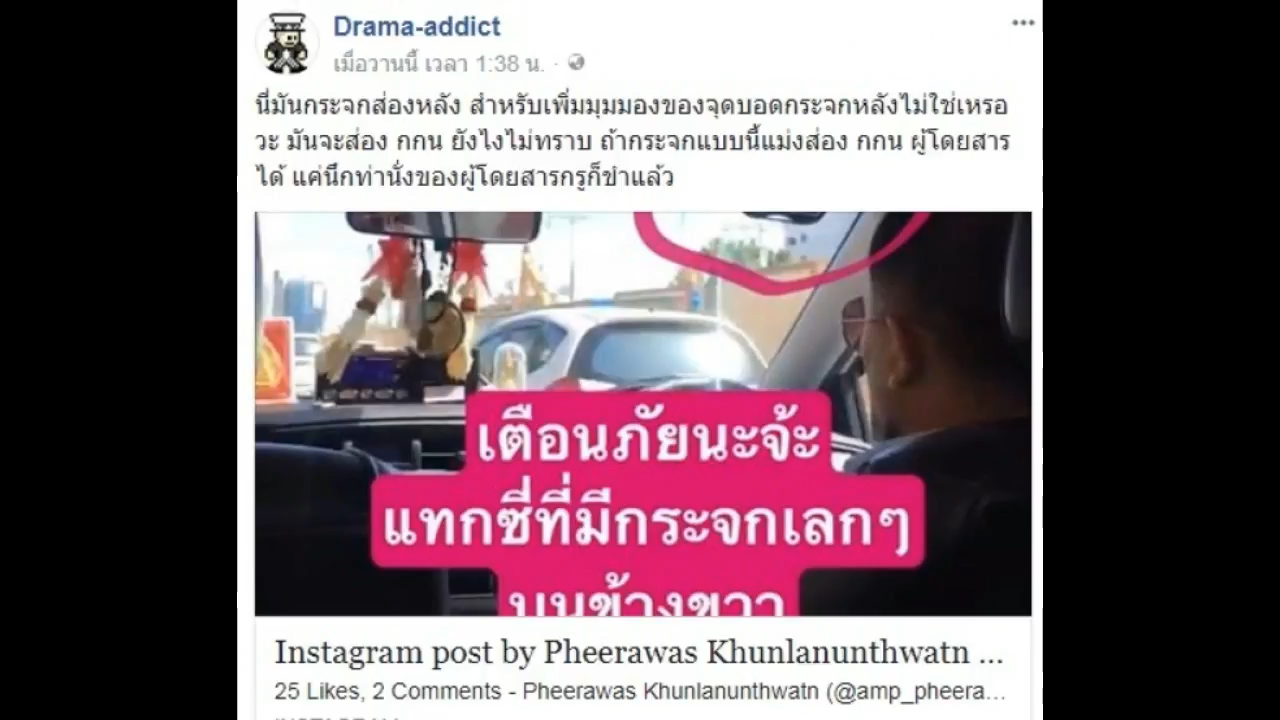 Drama-addict
เมื่อวานนี้ เวลา 1:38 น. ·
นี่มันกระจกส่องหลัง สำหรับเพิ่มมุมมองของจุดบอดกระจกหลังไม่ใช่เหรอ
วะ มันจะส่อง กกน ยังไงไม่ทราบ ถ้ากระจกแบบนี้แม่งส่อง กกน ผู้โดยสาร
ได้ แค่นึกท่านั่งของผู้โดยสารกรูก็ขำแล้ว
เตือนภัยนะจ้ะ
แทกซี่ที่มีกระจกเลกๆ
บนข้างขวา
Instagram post by Pheerawas Khunlanunthwatn ...
25 Likes, 2 Comments - Pheerawas Khunlanunthwatn (@amp_pheera...